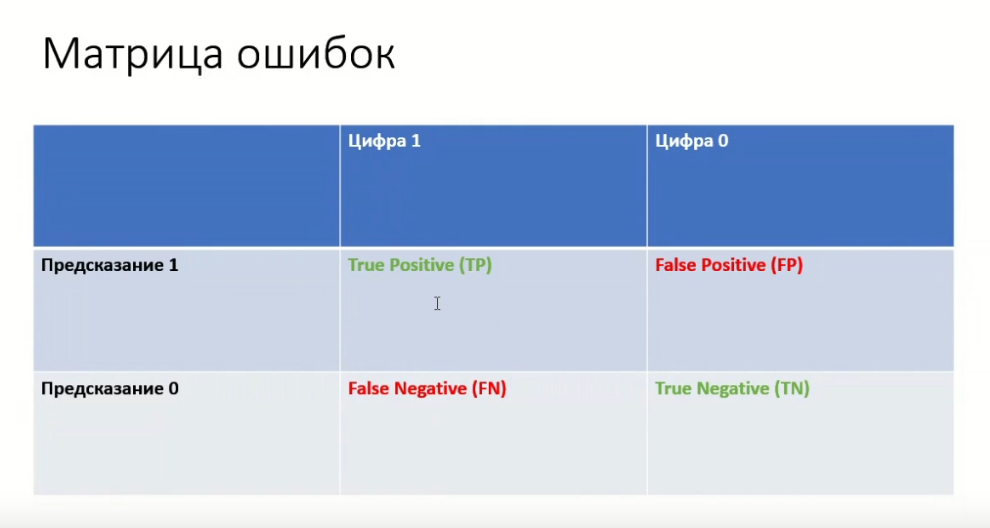 Матрица ошибок
Цифра 1
Цифра 0
Предсказание 1
True Positive (TP)
False Positive (FP)
Предсказание 0
False Negative (FN)
True Negative (TN)